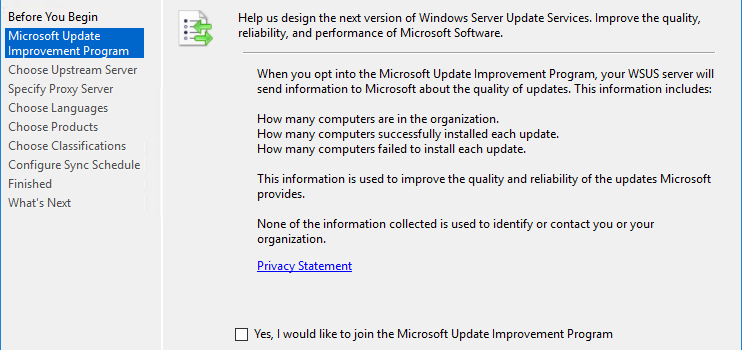 Before You Begin
Microsoft Update
Improvement Program
Choose Upstream Server
Specify Proxy Server
Choose Languages
Choose Products
Choose Classifications
Configure Sync Schedule
Finished
What's Next
Help us design the next version of Windows Server Update Services. Improve the quality,
reliability, and performance of Microsoft Software.
When you opt into the Microsoft Update Improvement Program, your WSUS server will
send information to Microsoft about the quality of updates. This information includes:
How many computers are in the organization.
How many computers successfully installed each update.
How many computers failed to install each update.
This information is used to improve the quality and reliability of the updates Microsoft
provides.
None of the information collected is used to identify or contact you or your
organization.
Privacy Statement
Yes, I would like to join the Microsoft Update Improvement Program